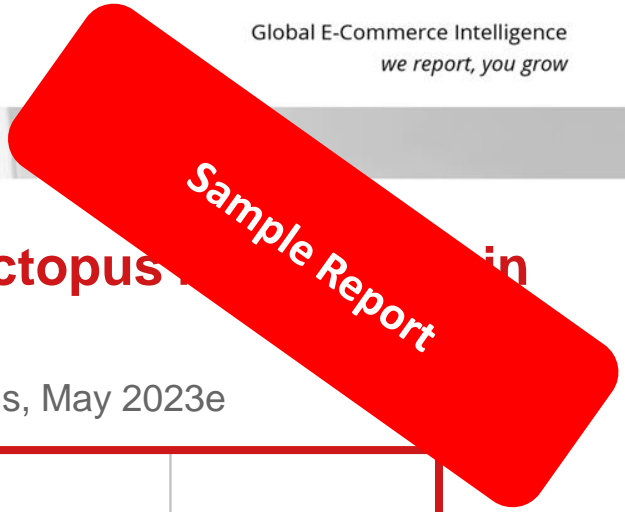 Global E-Commerce Intelligence
we report, you grow
Sample Report
ctopus in
s, May 2023e